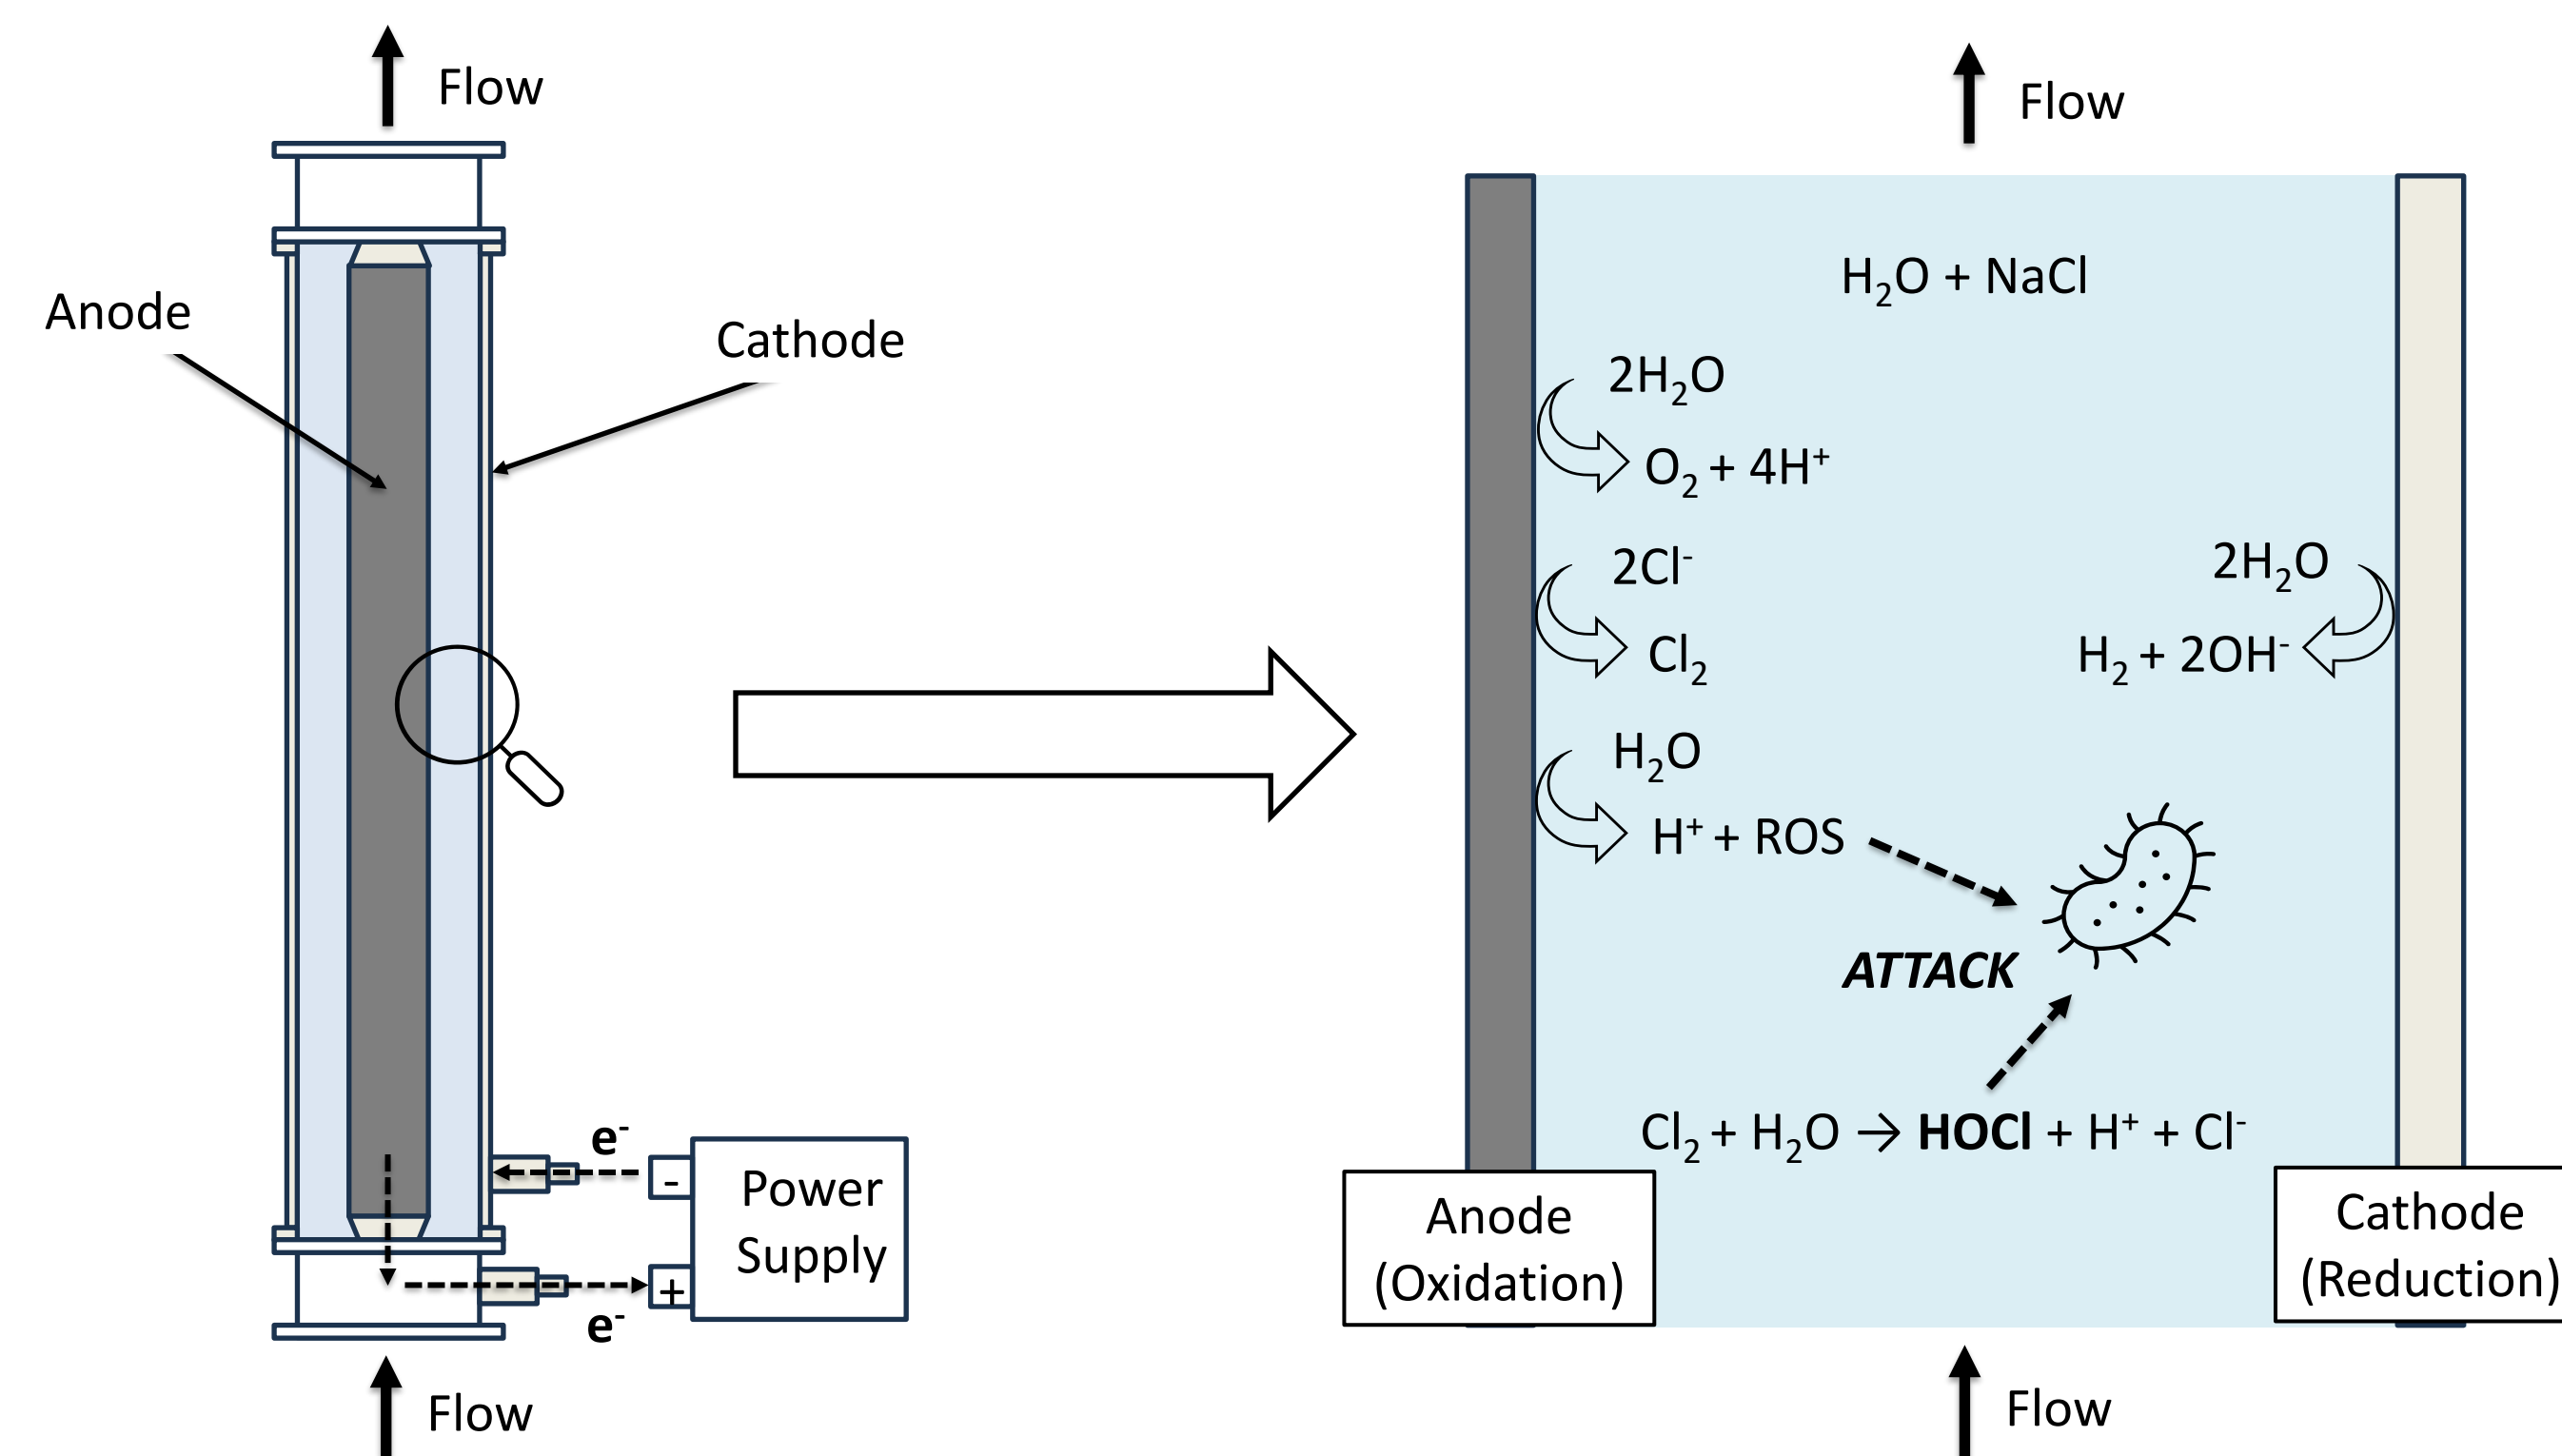 Flow
Anode
Cathode
e⁻
-
Power
Supply
+
e⁻
Flow
Flow
H₂O + NaCl
2H₂O
O₂ + 4H⁺
2Cl⁻
Cl₂
2H₂O
H₂ + 2OH⁻
H₂O
H⁺ + ROS
ATTACK
Cl₂ + H₂O → HOCl + H⁺ + Cl⁻
Anode
(Oxidation)
Cathode
(Reduction)
Flow